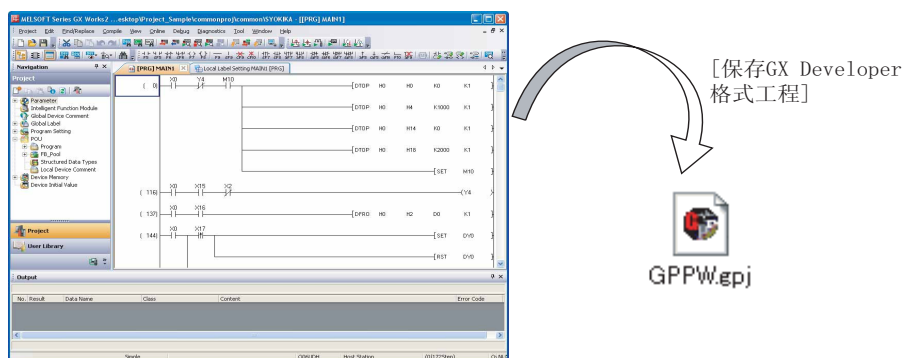 MELSOFT Series GX Works2 ...esktop\Project_Sample\commonproj\common\SYOKIKA - [[PRG] MAIN1]
Project Edit Find/Replace Compile View Online Debug Diagnostics Tool Window Help
Navigation
[PRG] MAIN1 Local Label Setting MAIN1 [PRG]
Project
Parameter
Intelligent Function Module
Global Device Comment
Global Label
Program Setting
POU
Program
FB_Pool
Structured Data Types
Local Device Comment
Device Memory
Device Initial Value
Project
User Library
( 0) X0 Y4 M10 DTOP H0 H0 K0 K1
DTOP H0 H4 K1000 K1
DTOP H0 H14 K0 K1
DTOP H0 H18 K2000 K1
SET M10
( 116) X0 X15 X2 (Y4
( 137) X0 X16 DFRO H0 H2 D0 K1
( 144) X0 X17 SET DY0
RST DY0
Output
No. Result Data Name Class Content Error Code
Simple Q06UDH Host Station 0/(177Step)
[保存GX Developer
格式工程]
GPPW.gpj